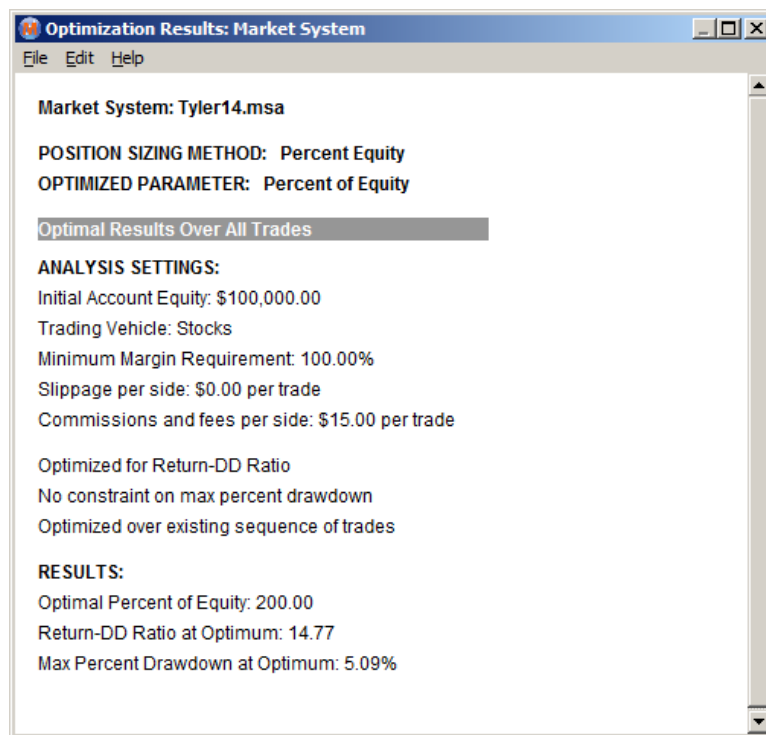 Optimization Results: Market System
File Edit Help
Market System: Tyler14.msa
POSITION SIZING METHOD: Percent Equity
OPTIMIZED PARAMETER: Percent of Equity
Optimal Results Over All Trades
ANALYSIS SETTINGS:
Initial Account Equity: $100,000.00
Trading Vehicle: Stocks
Minimum Margin Requirement: 100.00%
Slippage per side: $0.00 per trade
Commissions and fees per side: $15.00 per trade
Optimized for Return-DD Ratio
No constraint on max percent drawdown
Optimized over existing sequence of trades
RESULTS:
Optimal Percent of Equity: 200.00
Return-DD Ratio at Optimum: 14.77
Max Percent Drawdown at Optimum: 5.09%